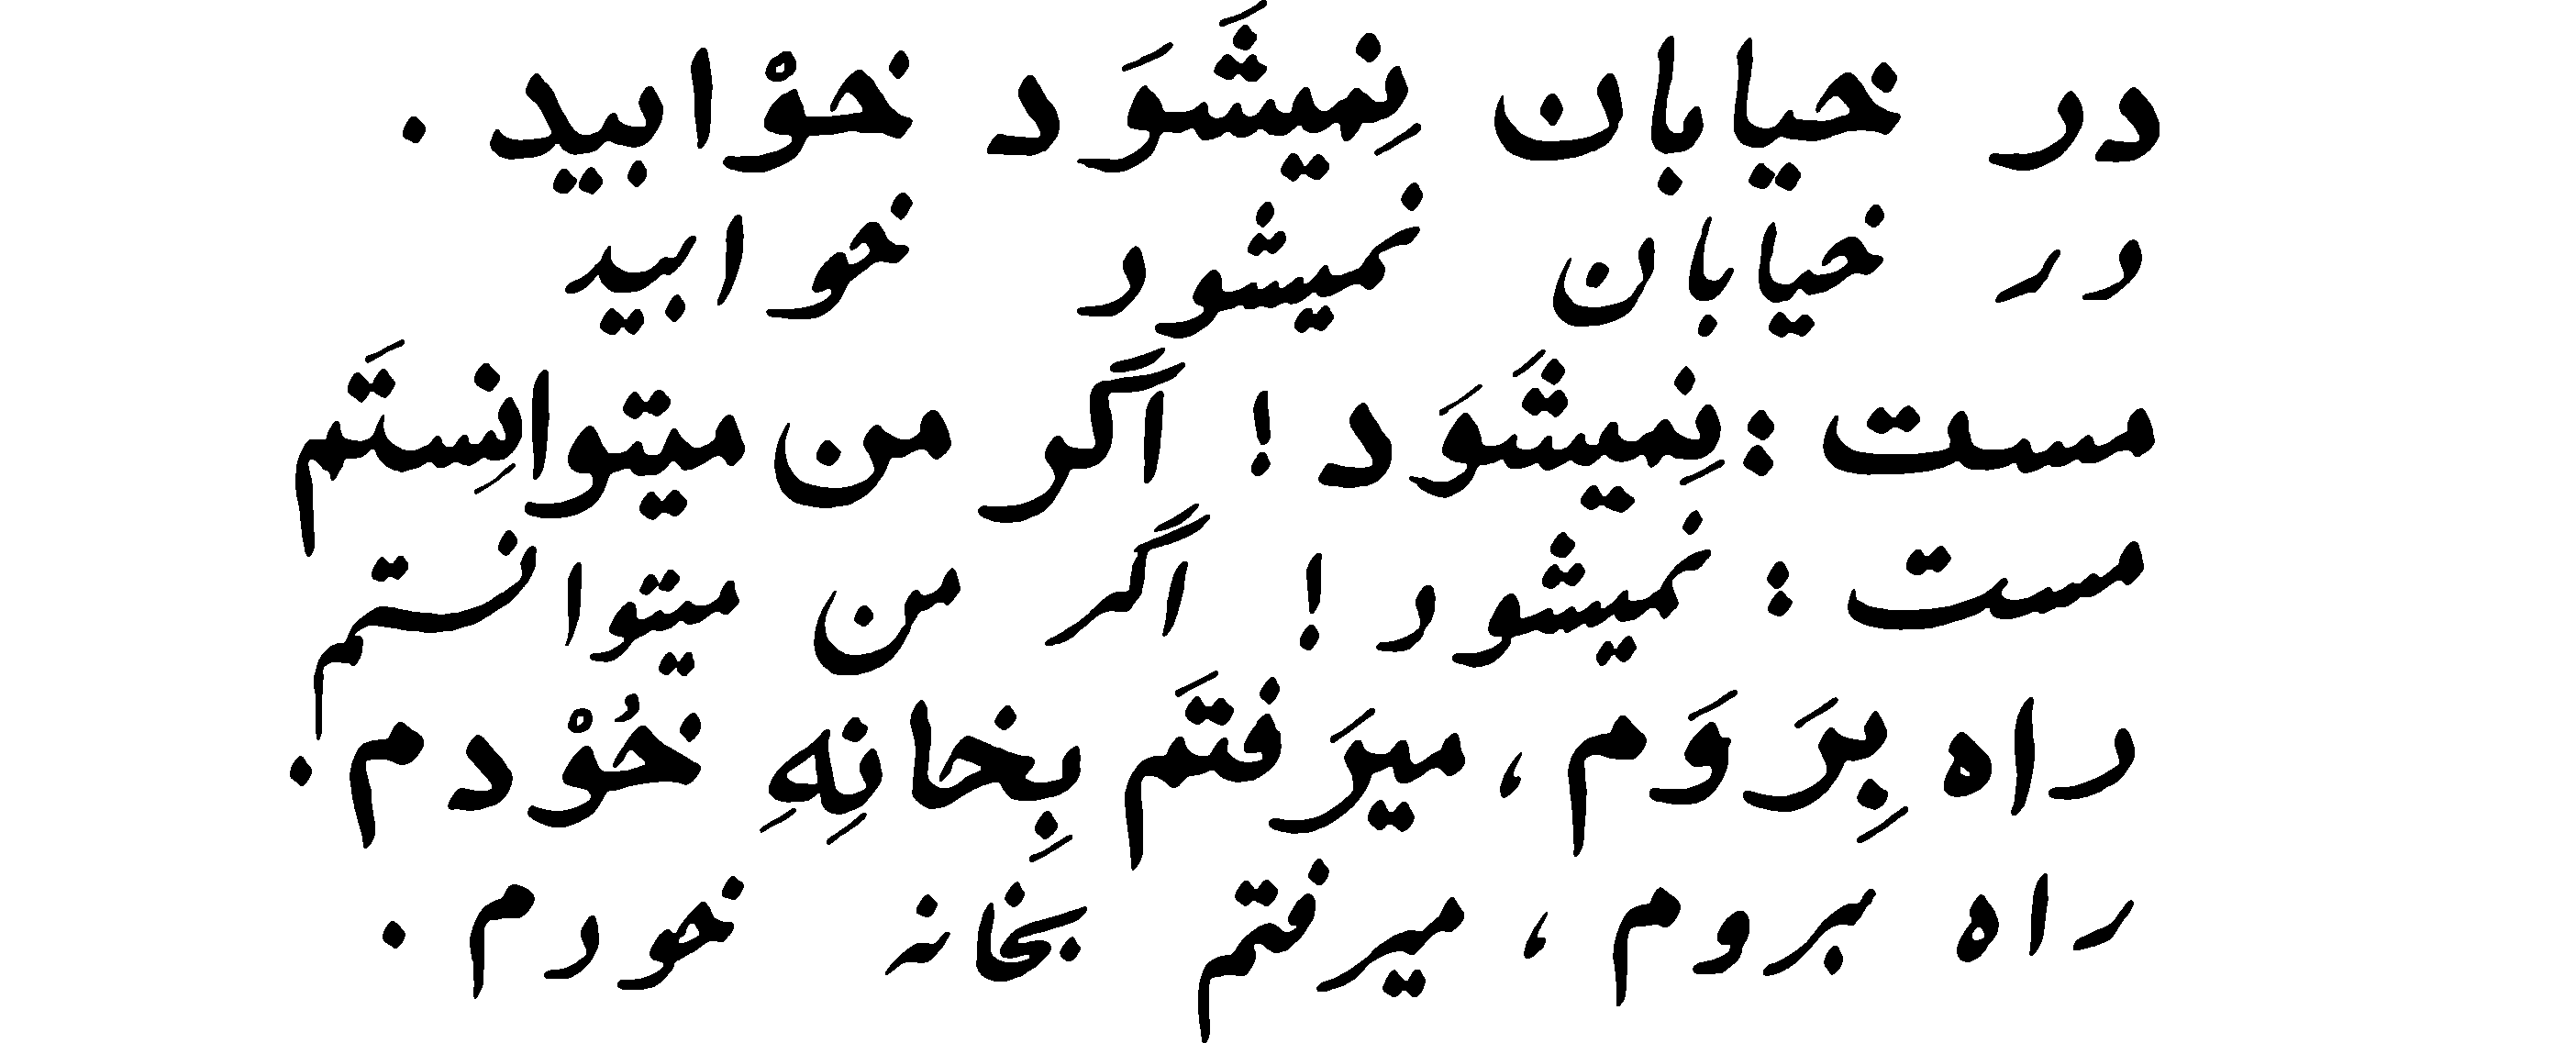 در خیابان نِمیشَوَد خوْابید .
در خیابان نمیشود خوابید
مست : نِمیشَوَد ! اگر من میتوانِستَم
مست : نمیشود ! اگر من میتوانستم
راه بِرَوَم ، میرَفتَم بِخانِهِ خُوْدم .
راه بروم ، میرفتم بخانه خودم .